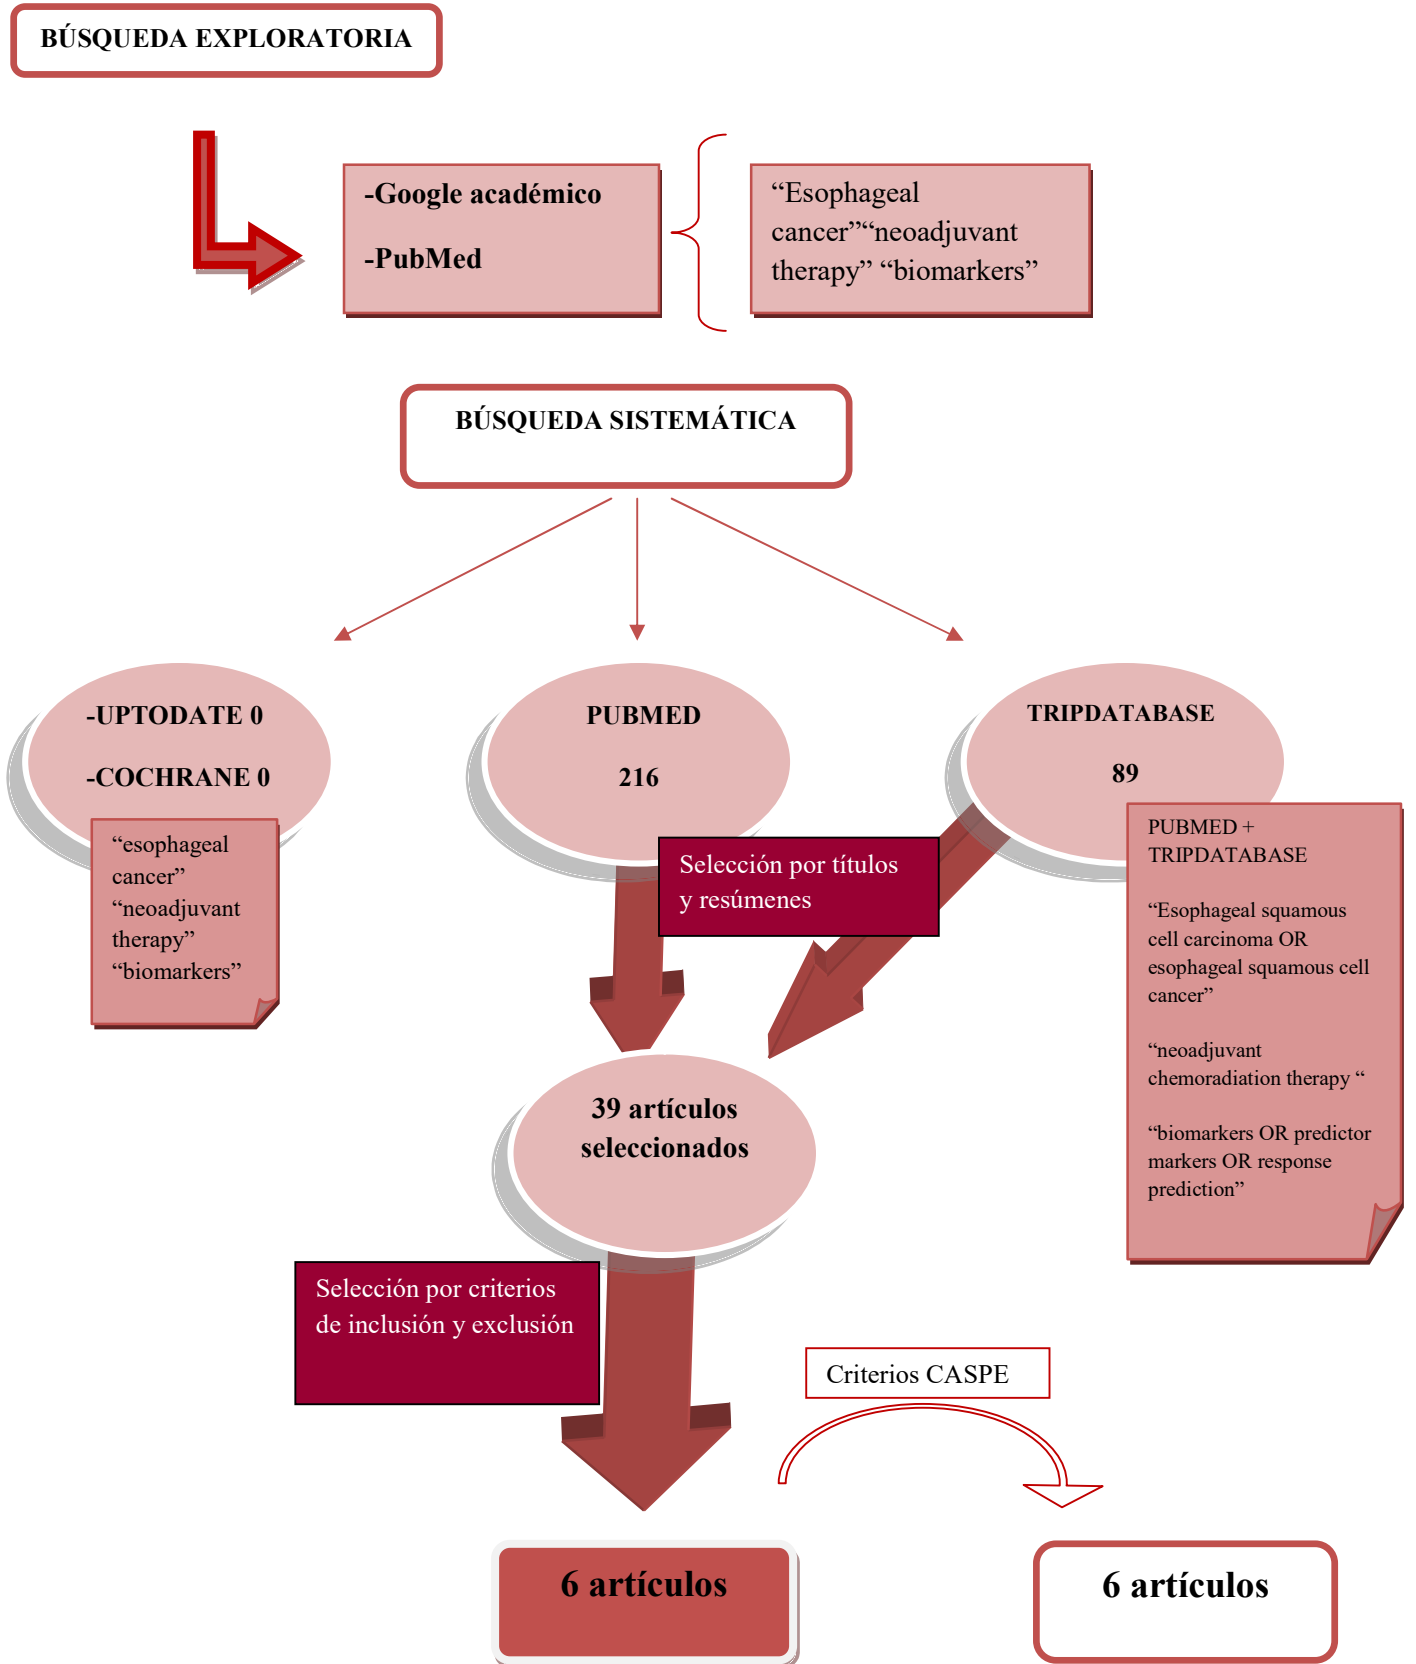 BÚSQUEDA EXPLORATORIA
-Google académico
-PubMed
“Esophageal
cancer”“neoadjuvant
therapy” “biomarkers”
BÚSQUEDA SISTEMÁTICA
-UPTODATE 0
-COCHRANE 0
“esophageal
cancer”
“neoadjuvant
therapy”
“biomarkers”
PUBMED
216
TRIPDATABASE
89
PUBMED +
TRIPDATABASE
“Esophageal squamous
cell carcinoma OR
esophageal squamous cell
cancer”
“neoadjuvant
chemoradiation therapy “
“biomarkers OR predictor
markers OR response
prediction”
Selección por títulos
y resúmenes
39 artículos
seleccionados
Selección por criterios
de inclusión y exclusión
Criterios CASPE
6 artículos
6 artículos